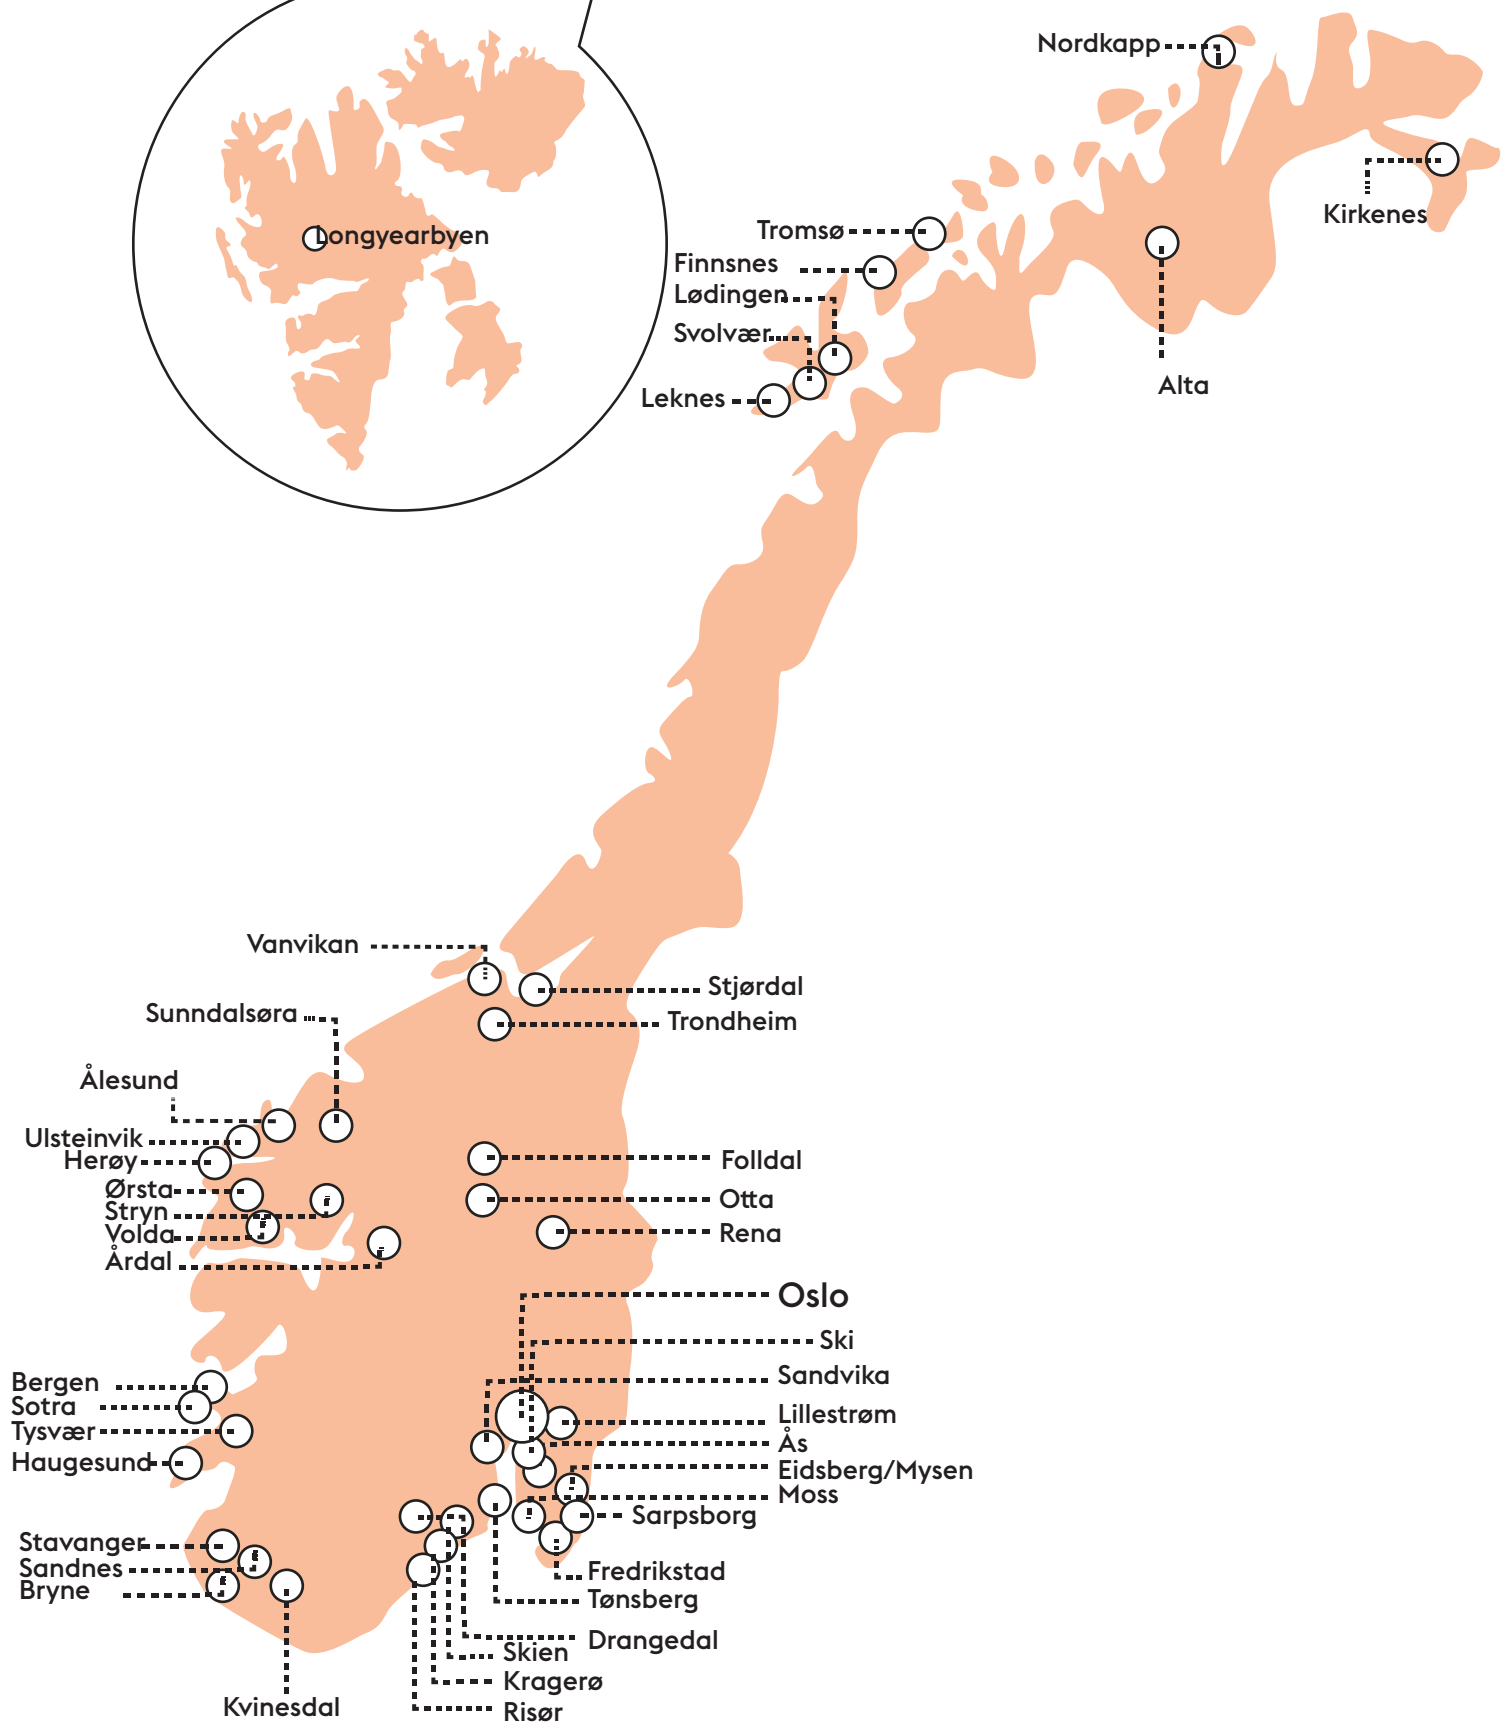 Nordkapp
Kirkenes
Tromsø
Longyearbyen
Finnsnes
Lødingen
Svolvær
Alta
Leknes
Vanvikan
Stjørdal
Sunndalsøra
Trondheim
Ålesund
Ulsteinvik
Herøy
Folldal
Ørsta
Otta
Stryn
Volda
Rena
Årdal
Oslo
Ski
Sandvika
Bergen
Sotra
Lillestrøm
Tysvær
Ås
Haugesund
Eidsberg/Mysen
Moss
Sarpsborg
Stavanger
Sandnes
Fredrikstad
Bryne
Tønsberg
Drangedal
Skien
Kragerø
Kvinesdal
Risør